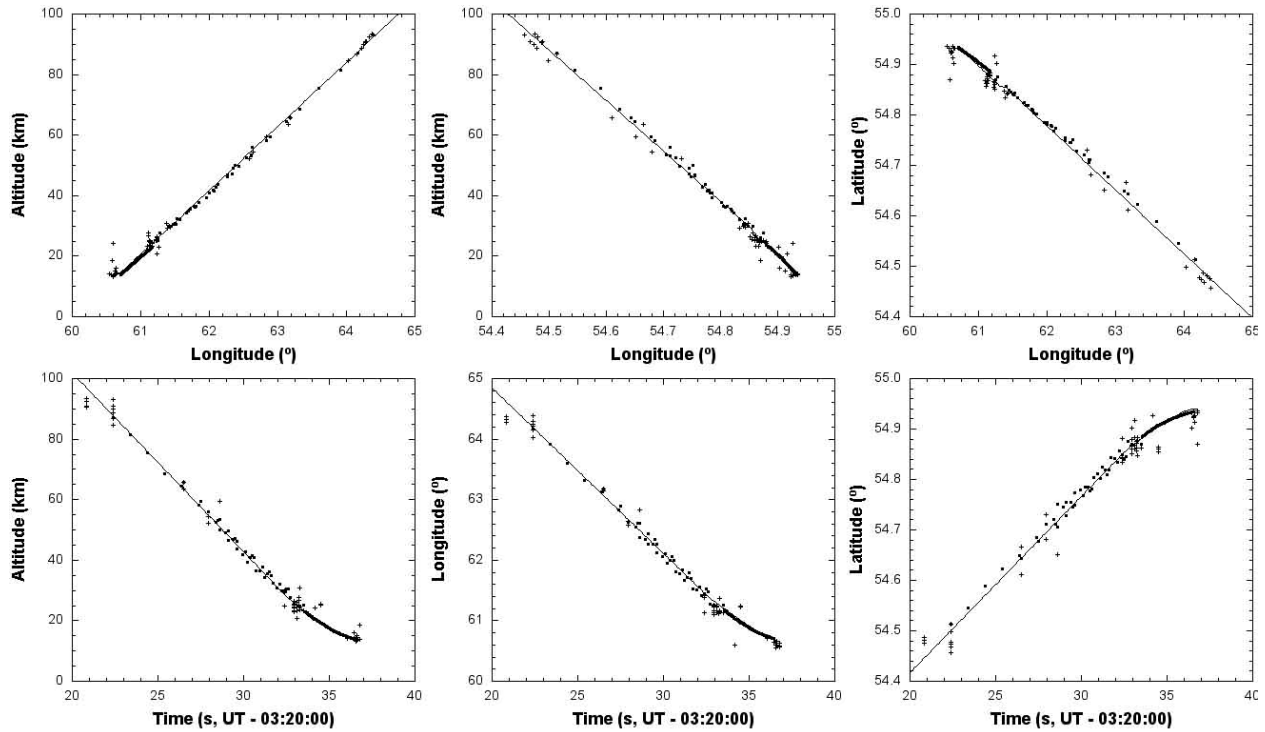 Altitude (km)
100
80
60
40
20
0
60 61 62 63 64 65
Longitude (º)
Altitude (km)
100
80
60
40
20
0
54.4 54.5 54.6 54.7 54.8 54.9 55
Longitude (º)
Latitude (º)
55.0
54.9
54.8
54.7
54.6
54.5
54.4
60 61 62 63 64 65
Longitude (º)
Altitude (km)
100
80
60
40
20
0
20 25 30 35 40
Time (s, UT - 03:20:00)
Longitude (º)
65
64
63
62
61
60
20 25 30 35 40
Time (s, UT - 03:20:00)
Latitude (º)
55.0
54.9
54.8
54.7
54.6
54.5
54.4
20 25 30 35 40
Time (s, UT - 03:20:00)